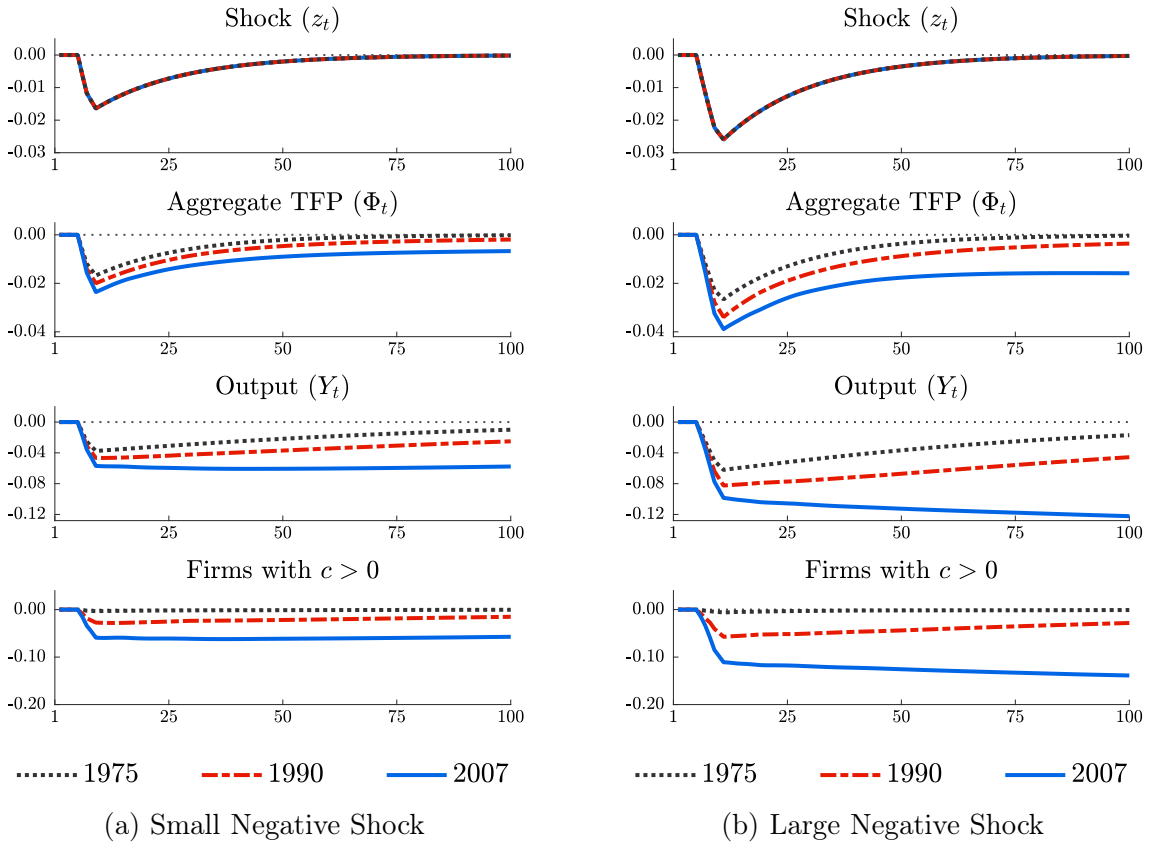 Shock (z_t)
0.00
-0.01
-0.02
-0.03
1 25 50 75 100
Aggregate TFP (Φ_t)
0.00
-0.02
-0.04
1 25 50 75 100
Output (Y_t)
0.00
-0.04
-0.08
-0.12
1 25 50 75 100
Firms with c > 0
0.00
-0.10
-0.20
1 25 50 75 100
1975 1990 2007
(a) Small Negative Shock
Shock (z_t)
0.00
-0.01
-0.02
-0.03
1 25 50 75 100
Aggregate TFP (Φ_t)
0.00
-0.02
-0.04
1 25 50 75 100
Output (Y_t)
0.00
-0.04
-0.08
-0.12
1 25 50 75 100
Firms with c > 0
0.00
-0.10
-0.20
1 25 50 75 100
1975 1990 2007
(b) Large Negative Shock